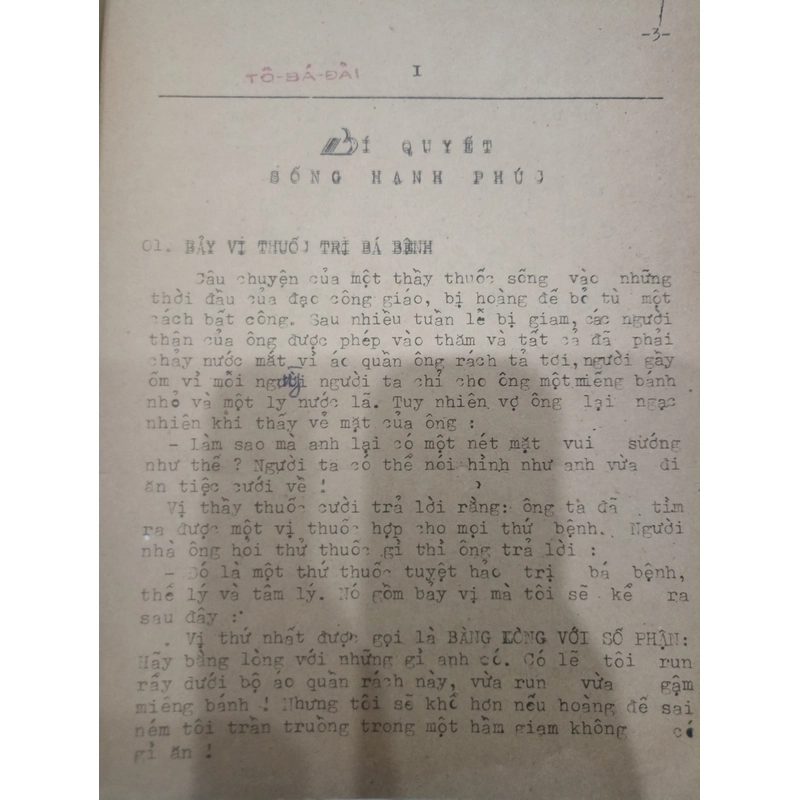 -3-
TÔ-BÁ-ĐÀI I
BÍ QUYẾT
SỐNG HẠNH PHÚC
01. BẢY VỊ THUỐC TRỊ BÁ BỆNH
Câu chuyện của một thầy thuốc sống vào những
thời đầu của đạo công giáo, bị hoàng đế bỏ tù một
cách bất công. Sau nhiều tuần lễ bị giam, các người
thân của ông được phép vào thăm và tất cả đã phải
chảy nước mắt vì áo quần ông rách tả tơi, người gầy
ốm vì mỗi ngày người ta chỉ cho ông một miếng bánh
nhỏ và một ly nước lã. Tuy nhiên vợ ông lại ngạc
nhiên khi thấy vẻ mặt của ông :
- Làm sao mà anh lại có một nét mặt vui sướng
như thế ? Người ta có thể nói hình như anh vừa đi
ăn tiệc cưới về !
Vị thầy thuốc cười trả lời rằng: ông ta đã tìm
ra được một vị thuốc hợp cho mọi thứ bệnh. Người
nhà ông hỏi thứ thuốc gì thì ông trả lời :
- Đó là một thứ thuốc tuyệt hảo trị bá bệnh,
thể lý và tâm lý. Nó gồm bảy vị mà tôi sẽ kể ra
sau đây :
. Vị thứ nhất được gọi là BẰNG LÒNG VỚI SỐ PHẬN:
Hãy bằng lòng với những gì anh có. Có lẽ tôi run
rẩy dưới bộ áo quần rách này, vừa run vừa gậm
miếng bánh ! Nhưng tôi sẽ khổ hơn nếu hoàng đế sai
ném tôi trần truồng trong một hầm giam không có
gì ăn !